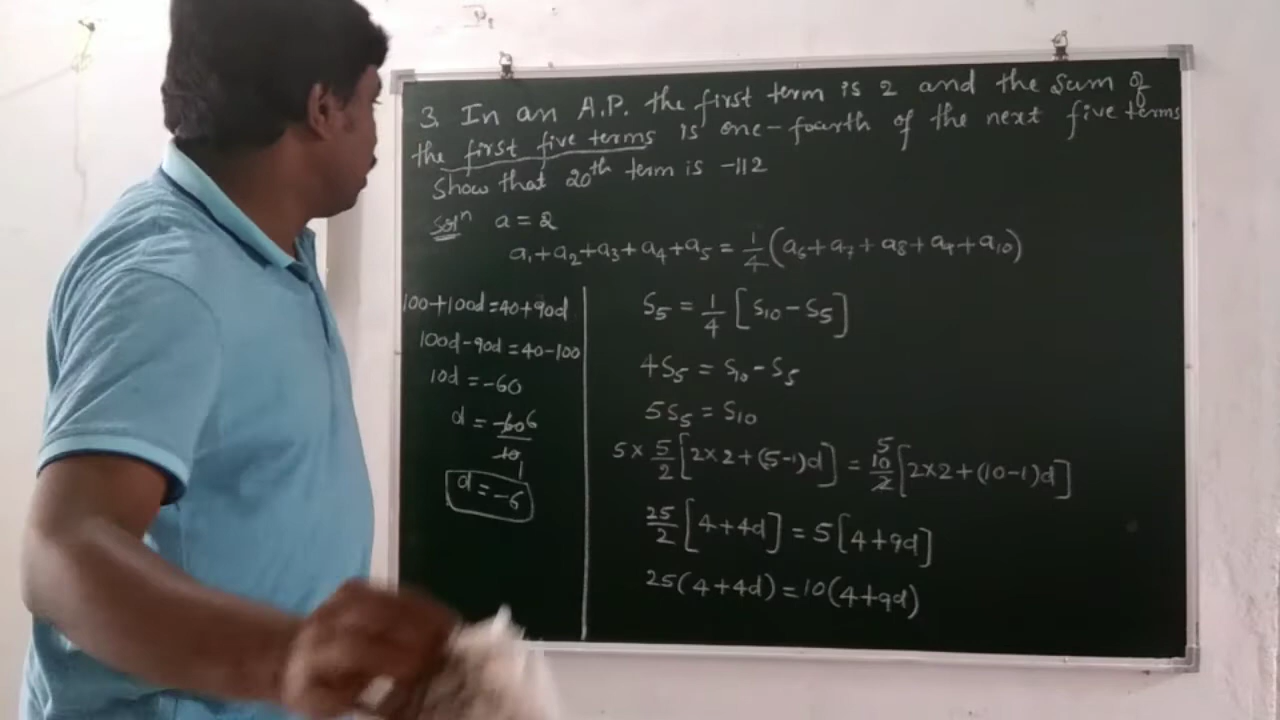 3. In an A.P. the first term is 2 and the sum of
the first five terms is one-fourth of the next five terms
Show that 20th term is -112
Solⁿ a = 2
a₁+a₂+a₃+a₄+a₅ = 1/4 (a₆+a₇+a₈+a₉+a₁₀)
S₅ = 1/4 [S₁₀-S₅]
4S₅ = S₁₀-S₅
5S₅ = S₁₀
5 × 5/2 [2×2+(5-1)d] = 5 10/2 [2×2+(10-1)d]
25/2 [4+4d] = 5[4+9d]
25(4+4d) = 10(4+9d)
100+100d = 40+90d
100d-90d = 40-100
10d = -60
d = -60 6 / 10 1
d = -6